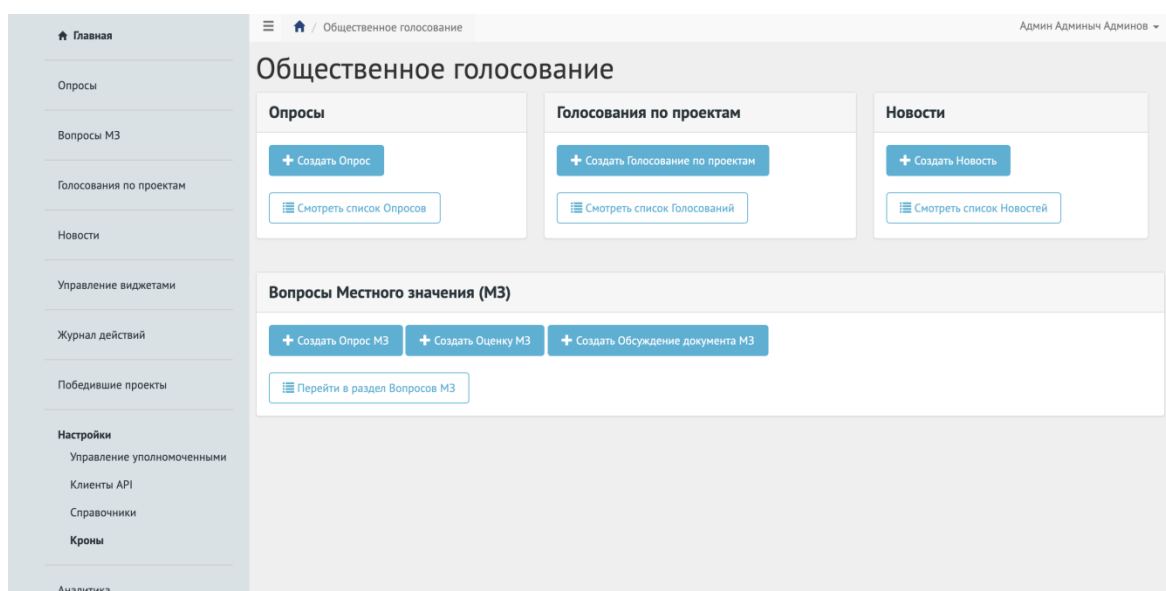 Главная
Опросы
Вопросы МЗ
Голосования по проектам
Новости
Управление виджетами
Журнал действий
Победившие проекты
Настройки
Управление уполномоченными
Клиенты API
Справочники
Кроны
Аналитика
/ Общественное голосование
Админ Админыч Админов
Общественное голосование
Опросы
+ Создать Опрос
Смотреть список Опросов
Голосования по проектам
+ Создать Голосование по проектам
Смотреть список Голосований
Новости
+ Создать Новость
Смотреть список Новостей
Вопросы Местного значения (МЗ)
+ Создать Опрос МЗ
+ Создать Оценку МЗ
+ Создать Обсуждение документа МЗ
Перейти в раздел Вопросов МЗ